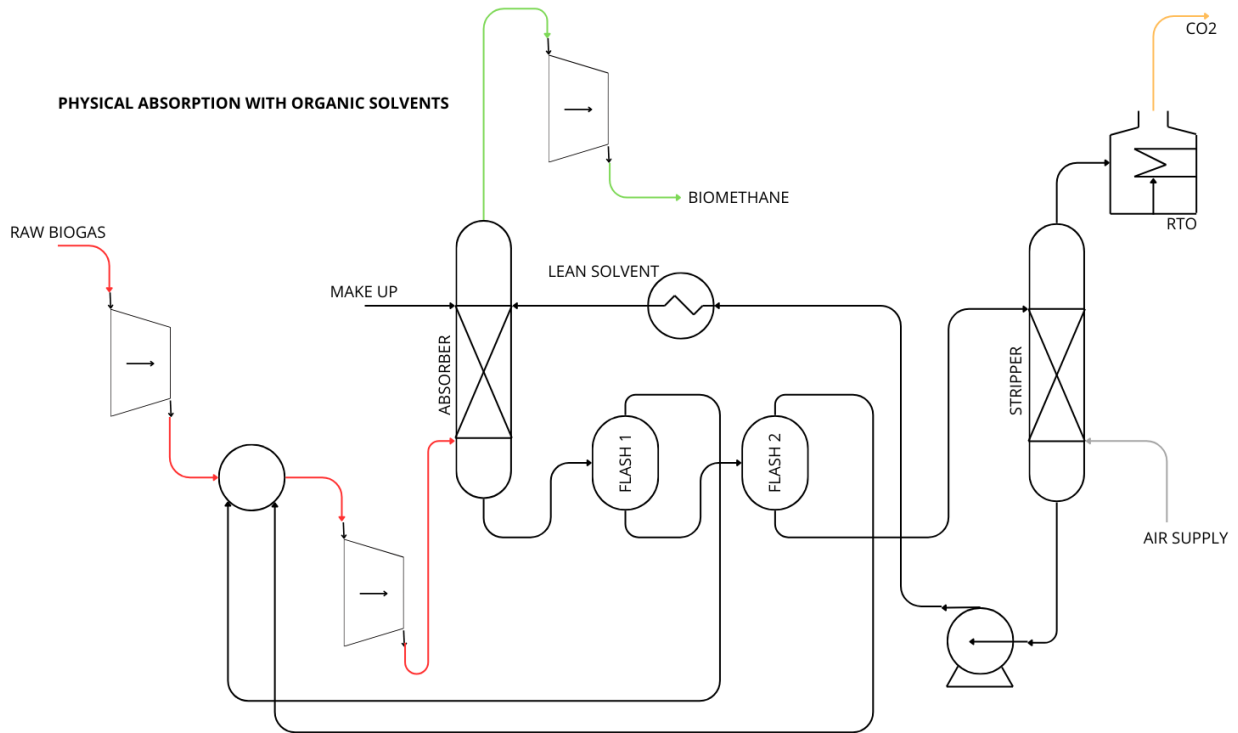 CO2
PHYSICAL ABSORPTION WITH ORGANIC SOLVENTS
BIOMETHANE
RTO
RAW BIOGAS
LEAN SOLVENT
MAKE UP
ABSORBER
STRIPPER
FLASH 1
FLASH 2
AIR SUPPLY